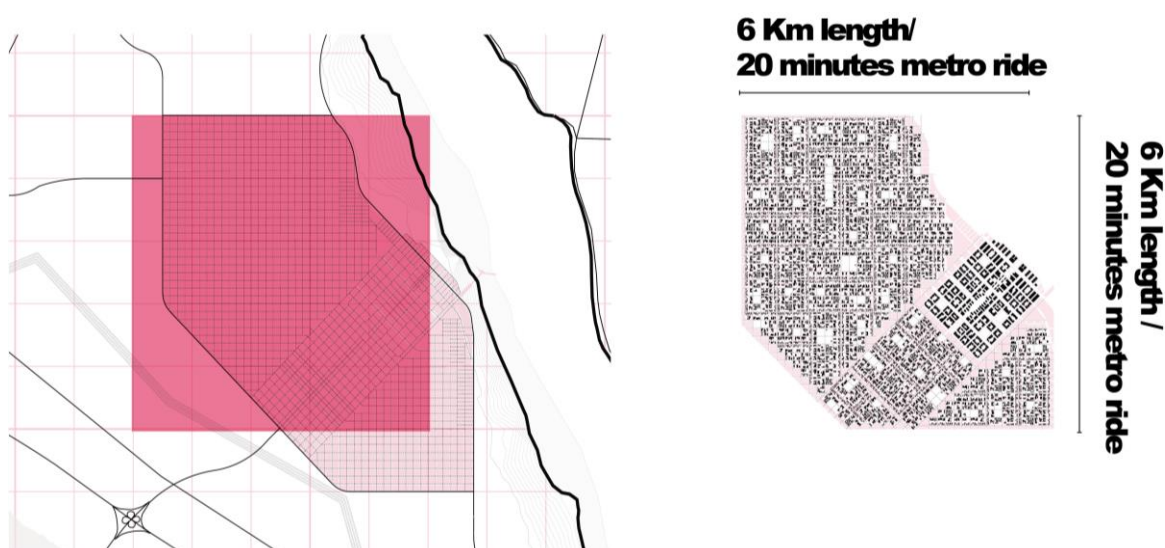 6 Km length/
20 minutes metro ride
6 Km length /
20 minutes metro ride